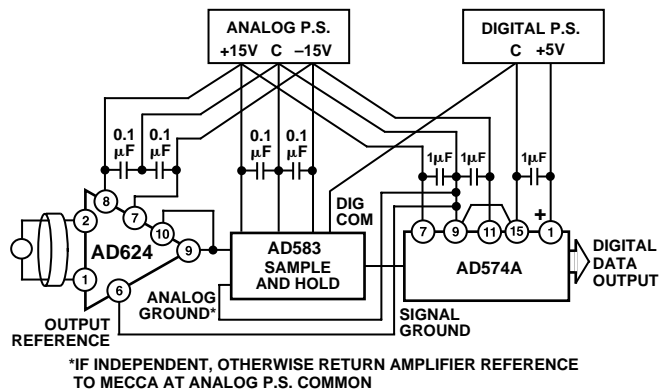 ANALOG P.S.
+15V C –15V
DIGITAL P.S.
C +5V
0.1
µF
0.1
µF
0.1
µF
0.1
µF
1µF
1µF
1µF
DIG
COM
8
7
10
9
2
1
6
AD624
AD583
SAMPLE
AND HOLD
7
9
11
15
+
1
AD574A
DIGITAL
DATA
OUTPUT
ANALOG
GROUND*
OUTPUT
REFERENCE
SIGNAL
GROUND
*IF INDEPENDENT, OTHERWISE RETURN AMPLIFIER REFERENCE
TO MECCA AT ANALOG P.S. COMMON